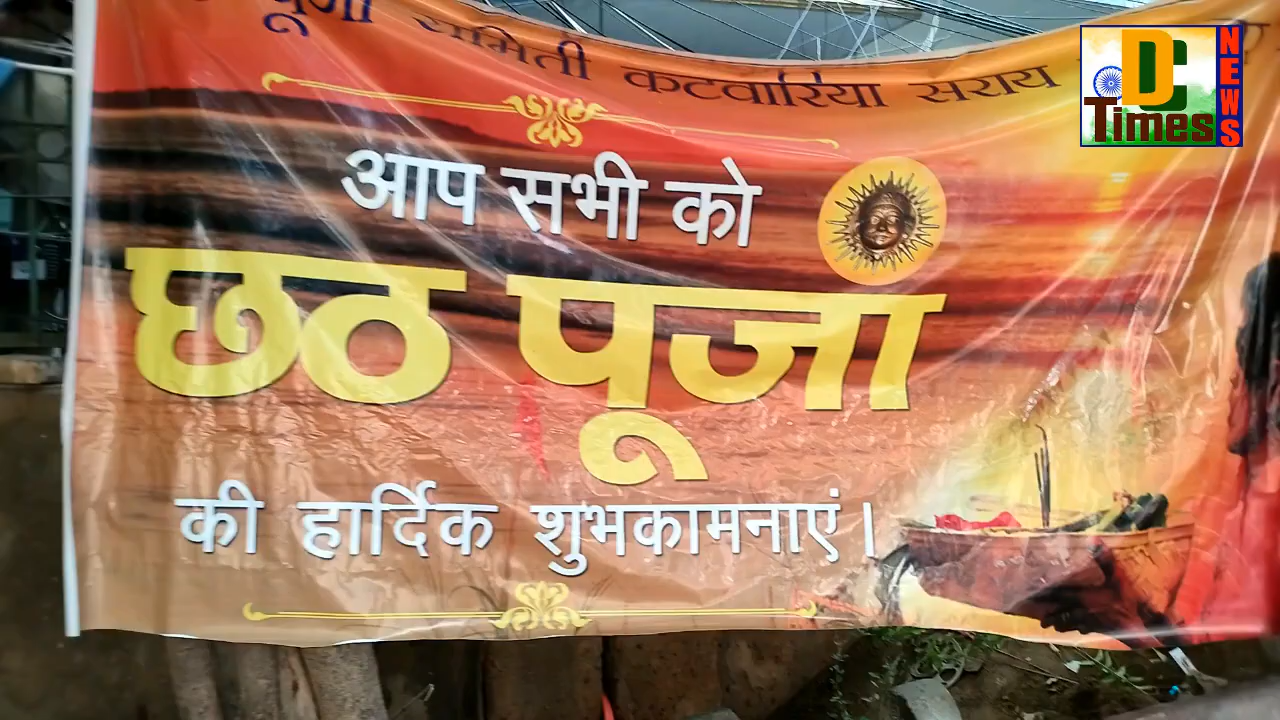 पूजा समिती कटवारिया सराय
आप सभी को
छठ पूजा
की हार्दिक शुभकामनाएं।
DC
Times
NEWS